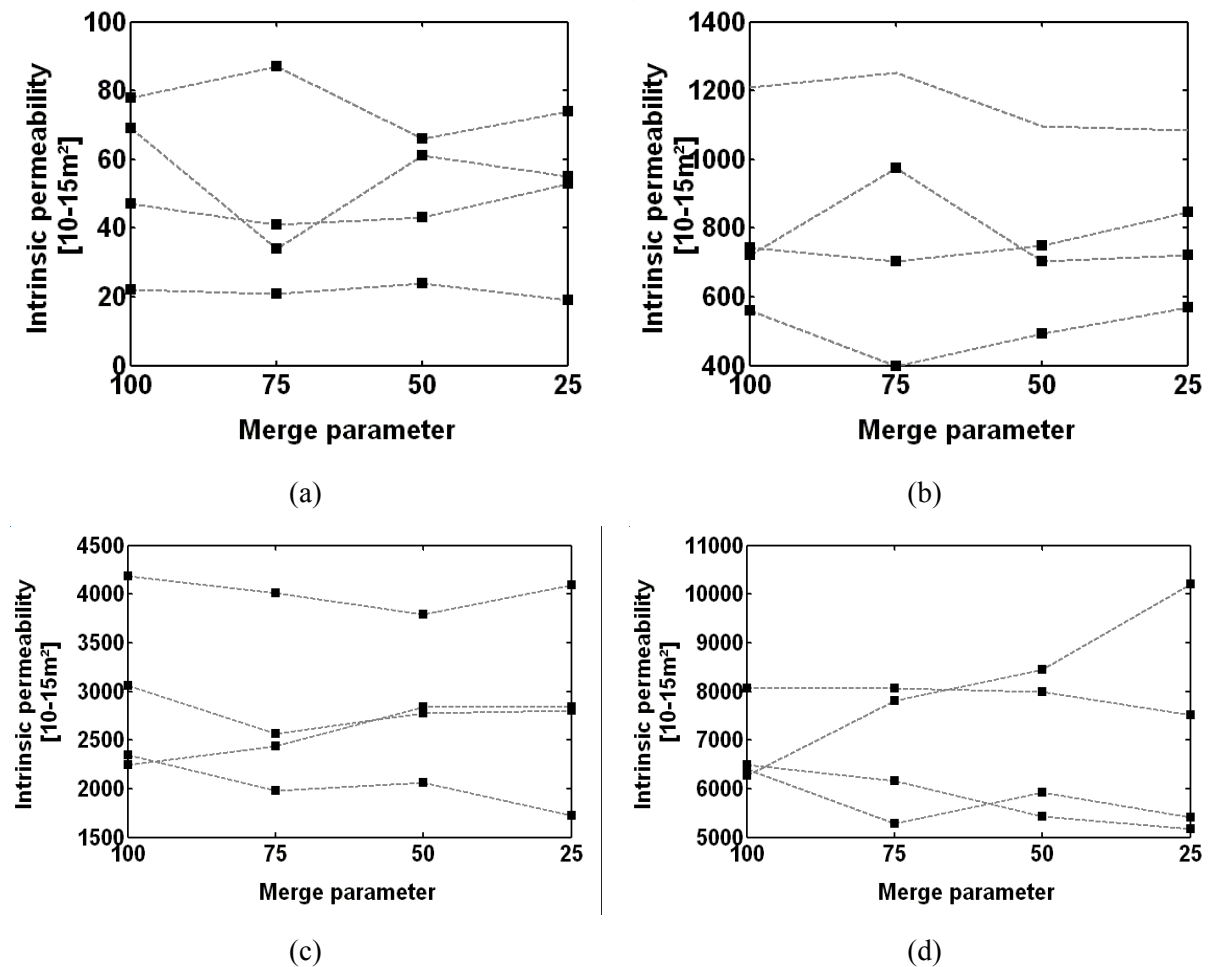 100
80
60
40
20
0
Intrinsic permeability
[10-15m²]
100 75 50 25
Merge parameter
(a)
1400
1200
1000
800
600
400
Intrinsic permeability
[10-15m²]
100 75 50 25
Merge parameter
(b)
4500
4000
3500
3000
2500
2000
1500
Intrinsic permeability
[10-15m²]
100 75 50 25
Merge parameter
(c)
11000
10000
9000
8000
7000
6000
5000
Intrinsic permeability
[10-15m²]
100 75 50 25
Merge parameter
(d)